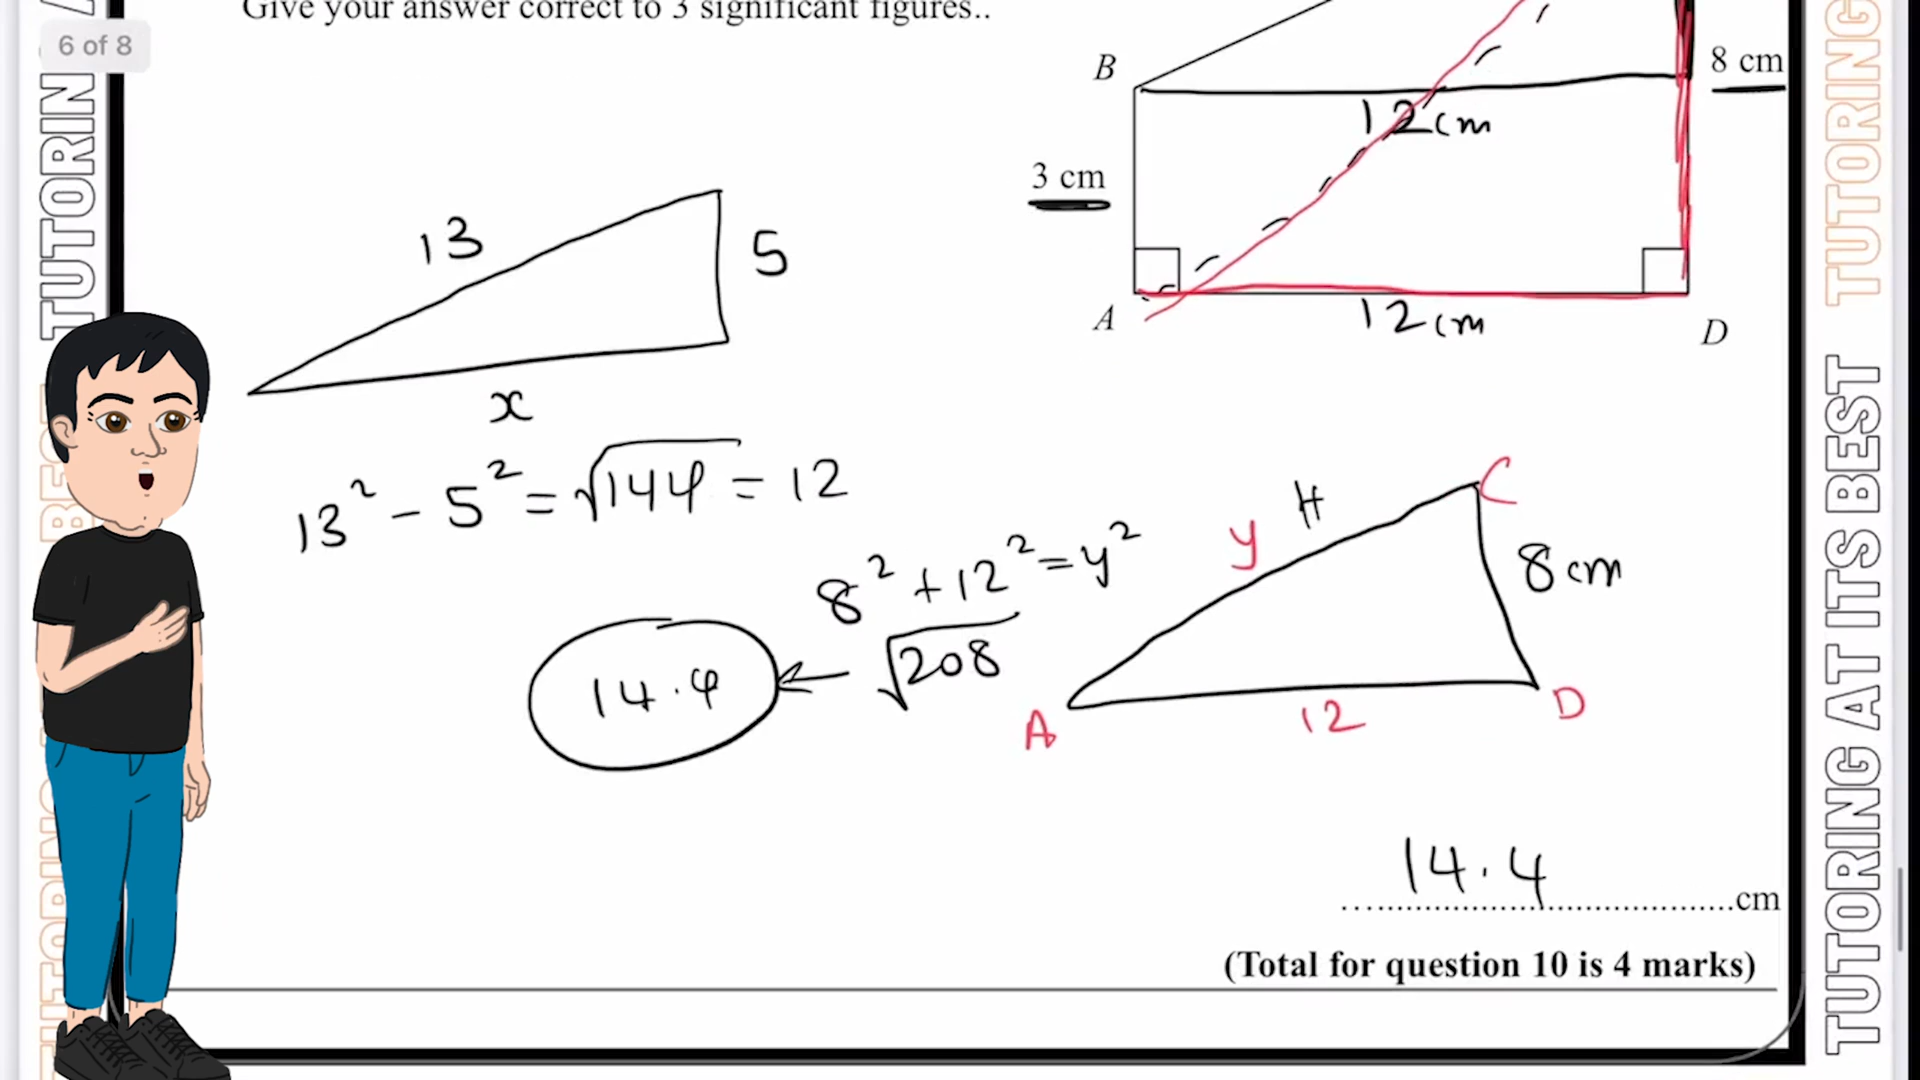 Give your answer correct to 3 significant figures..
6 of 8
B
8 cm
12cm
3 cm
13
5
A
12cm
D
x
13² - 5² = √144 = 12
C
y
H
8cm
8² + 12² = y²
√208
14.4
A
12
D
14.4
....................................cm
(Total for question 10 is 4 marks)
TUTORING AT ITS BEST
TUTORING